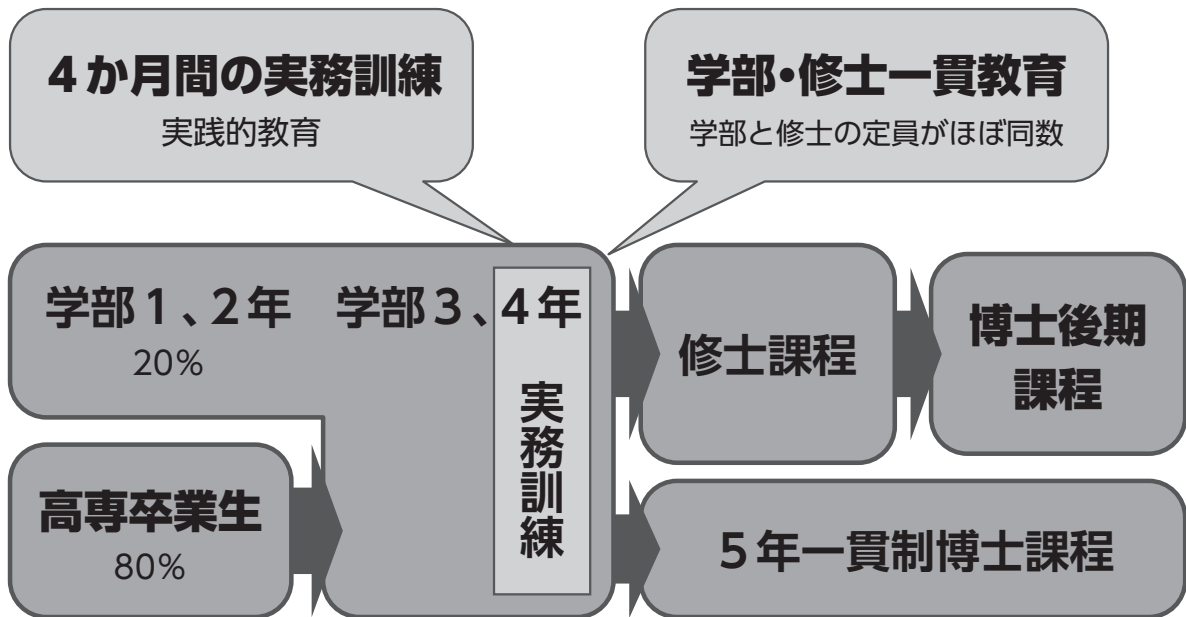 4か月間の実務訓練
実践的教育
学部・修士一貫教育
学部と修士の定員がほぼ同数
学部1、2年
20%
学部3、4年
実務訓練
高専卒業生
80%
修士課程
博士後期
課程
5年一貫制博士課程